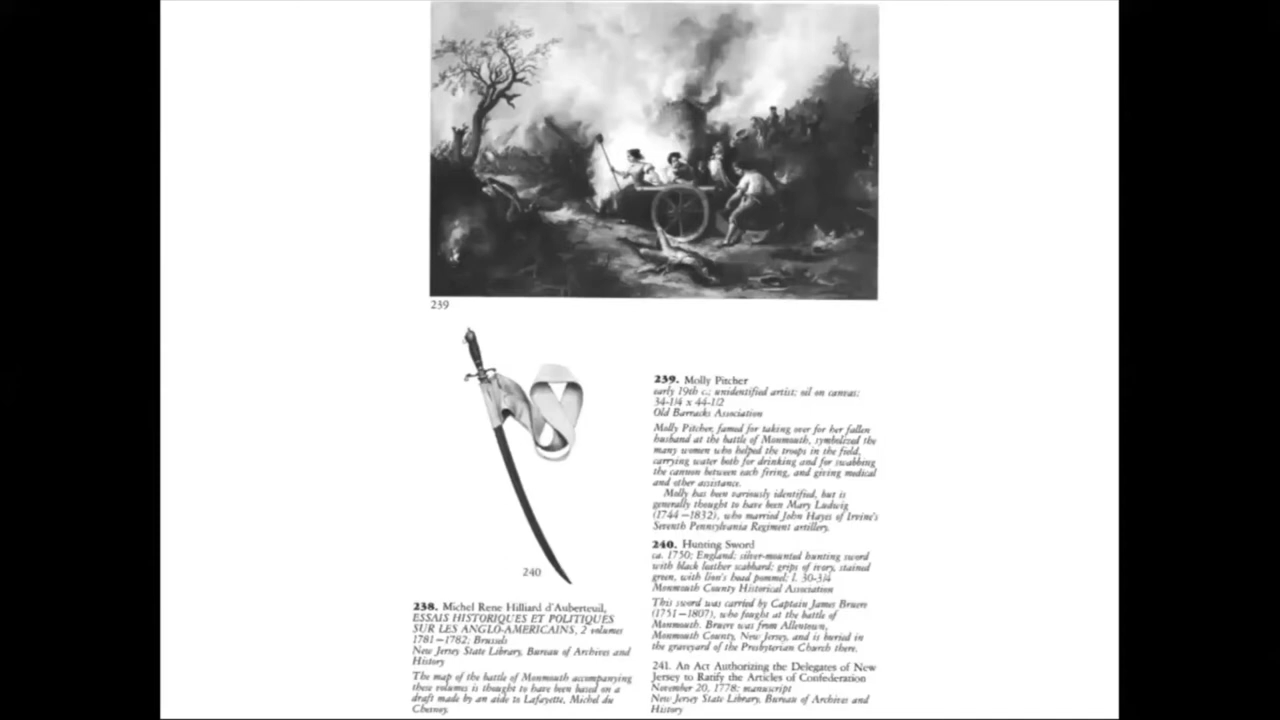 239
240
238. Michel Rene Hilliard d'Auberteuil,
ESSAIS HISTORIQUES ET POLITIQUES
SUR LES ANGLO-AMERICAINS, 2 volumes
1781–1782; Brussels
New Jersey State Library, Bureau of Archives and
History
The map of the battle of Monmouth accompanying
these volumes is thought to have been based on a
draft made by an aide to Lafayette, Michel du
Chesnoy.
239. Molly Pitcher
early 19th c.; unidentified artist; oil on canvas;
34-1/4 x 44-1/2
Old Barracks Association
Molly Pitcher, famed for taking over for her fallen
husband at the battle of Monmouth, symbolized the
many women who helped the troops in the field,
carrying water both for drinking and for swabbing
the cannon between each firing, and giving medical
and other assistance.
Molly has been variously identified, but is
generally thought to have been Mary Ludwig
(1744–1832), who married John Hayes of Irvine's
Seventh Pennsylvania Regiment artillery.
240. Hunting Sword
ca. 1750; England; silver-mounted hunting sword
with black leather scabbard; grips of ivory, stained
green, with lion's head pommel; l. 30-3/4
Monmouth County Historical Association
This sword was carried by Captain James Bruere
(1751–1807), who fought at the battle of
Monmouth. Bruere was from Allentown,
Monmouth County, New Jersey, and is buried in
the graveyard of the Presbyterian Church there.
241. An Act Authorizing the Delegates of New
Jersey to Ratify the Articles of Confederation
November 20, 1778; manuscript
New Jersey State Library, Bureau of Archives and
History